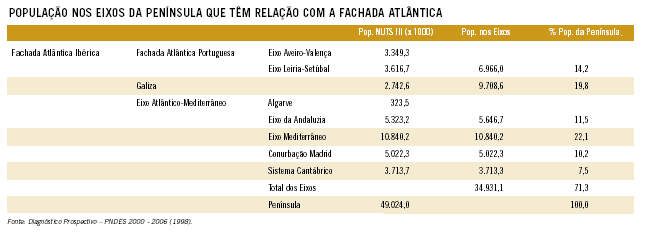 POPULAÇÃO NOS EIXOS DA PENÍNSULA QUE TÊM RELAÇÃO COM A FACHADA ATLÂNTICA
Pop. NUTS III (x 1000) Pop. nos Eixos % Pop. da Península
Fachada Atlântica Ibérica Fachada Atlântica Portuguesa Eixo Aveiro-Valença 3.349,3
Eixo Leiria-Setúbal 3.616,7 6.966,0 14,2
Galiza 2.742,6 9.708,6 19,8
Eixo Atlântico-Mediterrâneo Algarve 323,5
Eixo da Andaluzia 5.323,2 5.646,7 11,5
Eixo Mediterrâneo 10.840,2 10.840,2 22,1
Conurbação Madrid 5.022,3 5.022,3 10,2
Sistema Cantábrico 3.713,7 3.713,3 7,5
Total dos Eixos 34.931,1 71,3
Península 49.024,0 100,0
Fonte: Diagnóstico Prospectivo – PNDES 2000 - 2006 (1998).